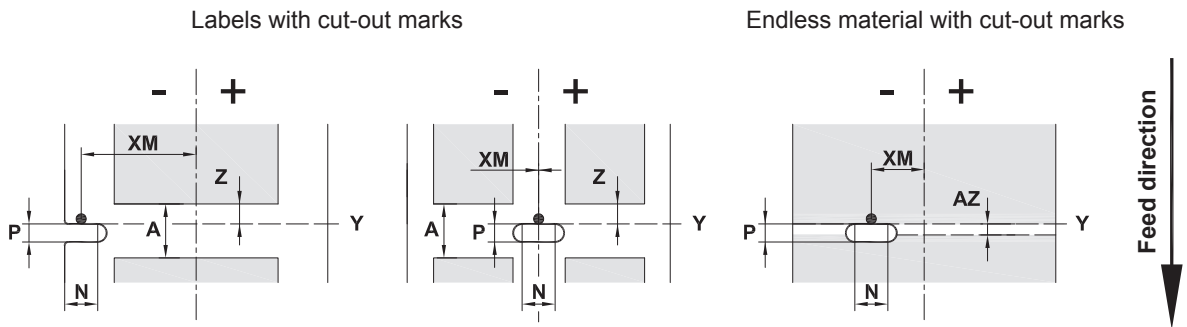 Labels with cut-out marks
Endless material with cut-out marks
- +
XM
Z
P
A
Y
N
- +
XM
Z
A
P
Y
N
- +
XM
AZ
P
Y
N
Feed direction